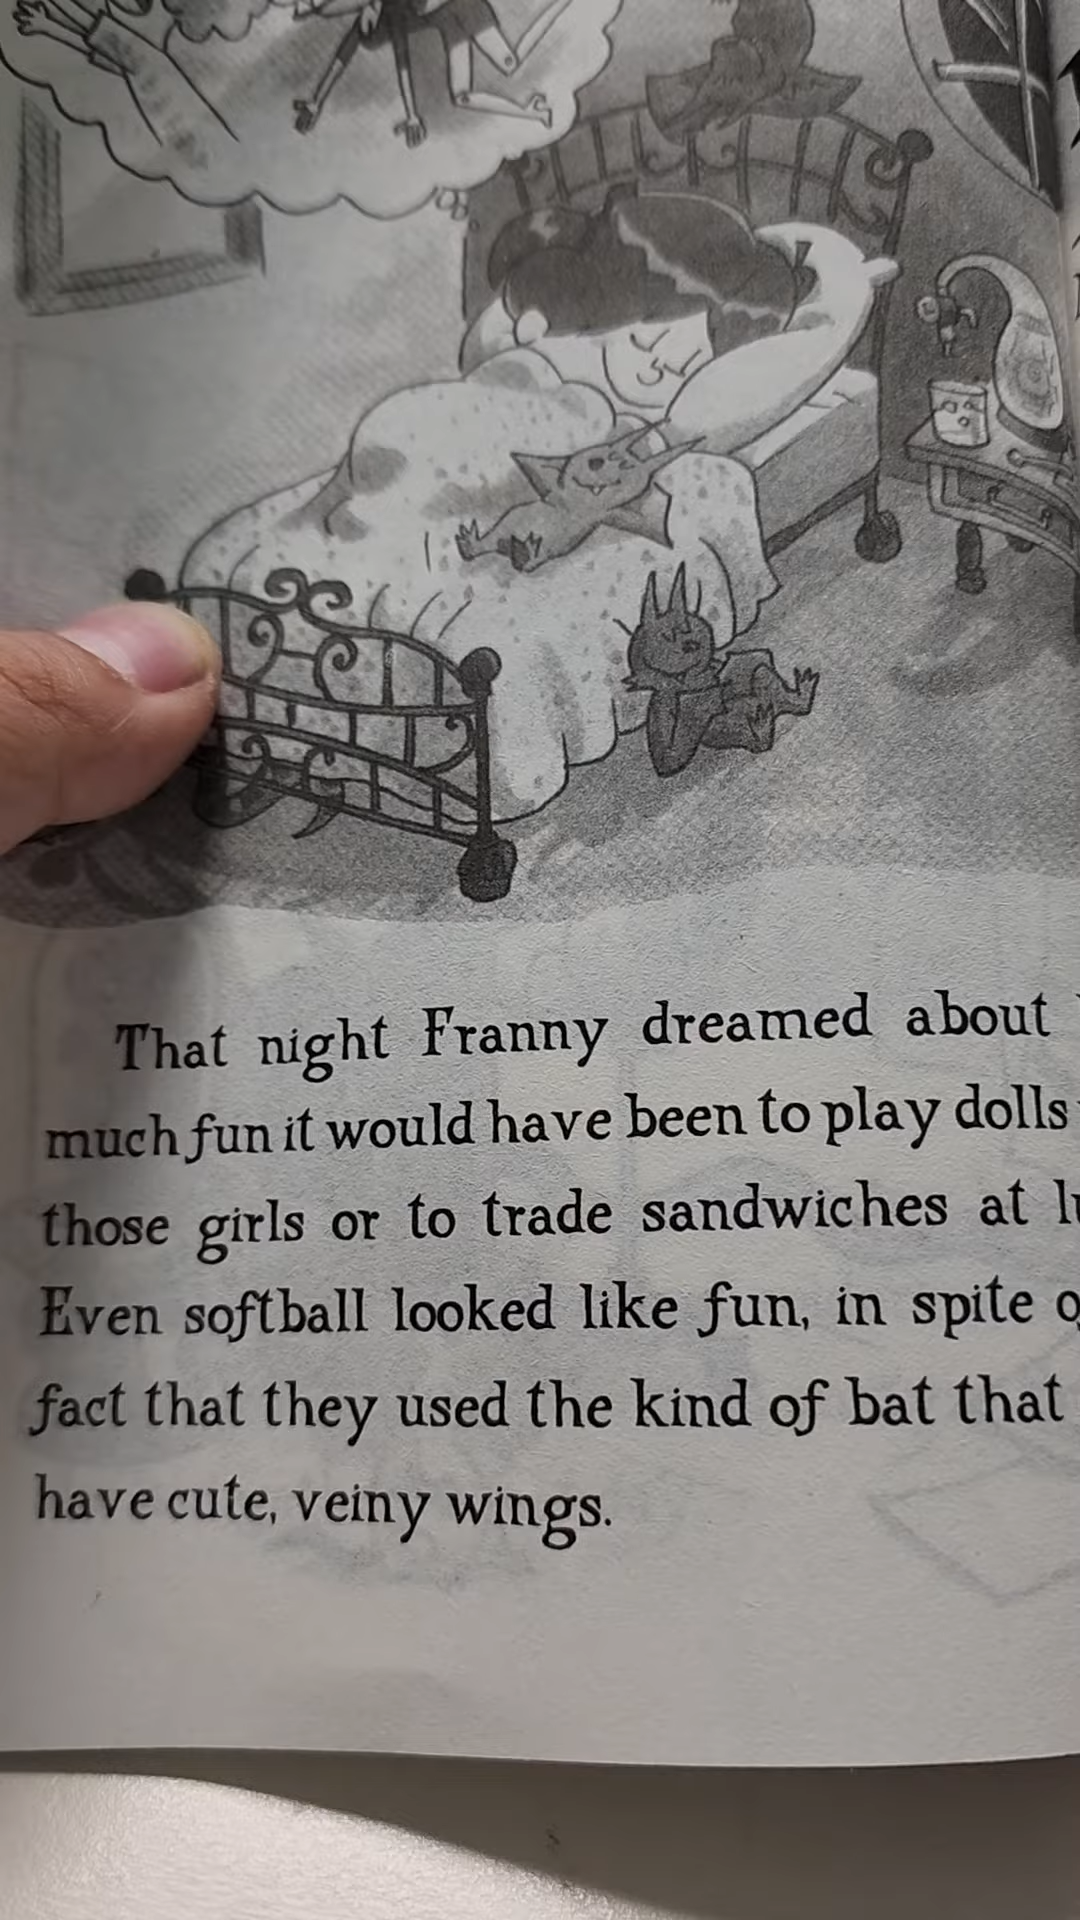 That night Franny dreamed about
much fun it would have been to play dolls
those girls or to trade sandwiches at
Even softball looked like fun, in spite
fact that they used the kind of bat that
have cute, veiny wings.